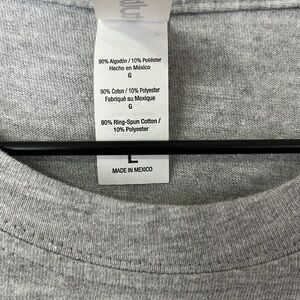 90% Algodón / 10% Poliéster
Hecho en México
G
90% Coton / 10% Polyester
Fabriqué au Mexique
G
90% Ring-Spun Cotton /
10% Polyester
L
MADE IN MEXICO